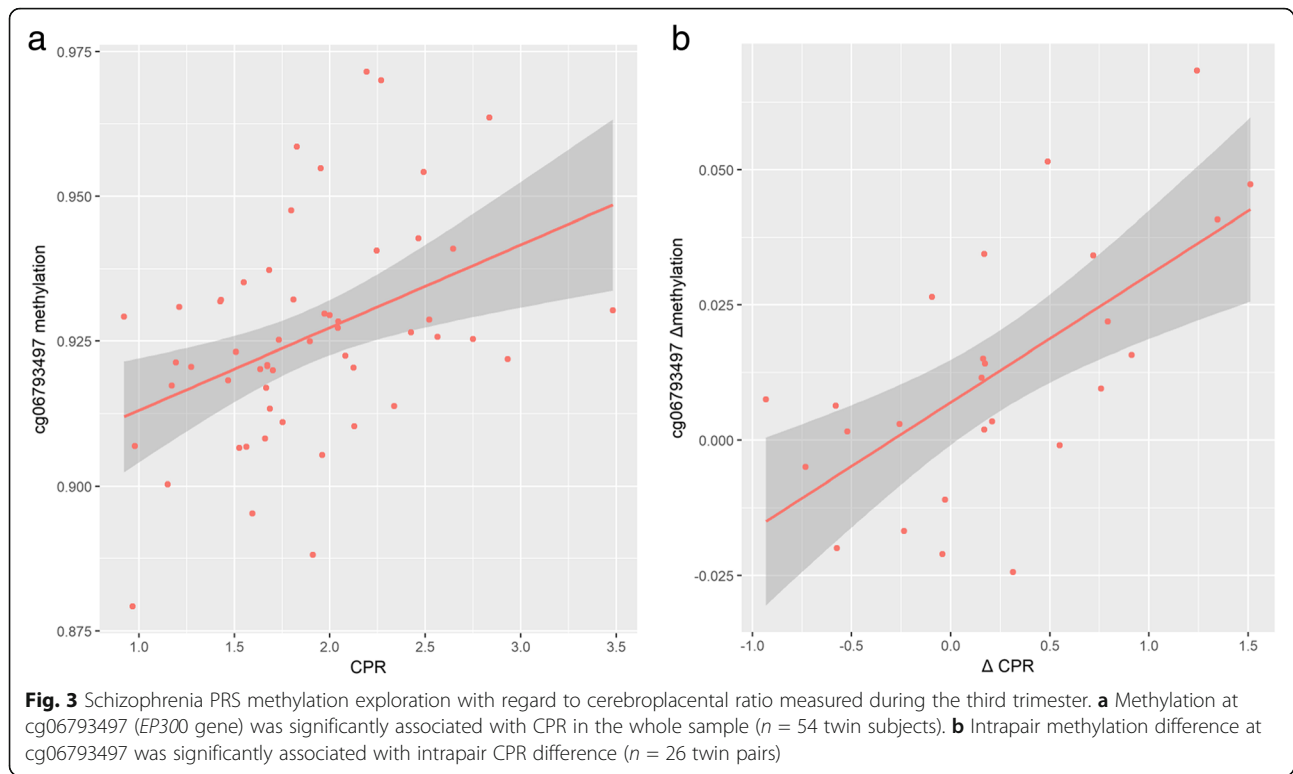 a
0.975
0.950
0.925
0.900
0.875
cg06793497 methylation
1.0 1.5 2.0 2.5 3.0 3.5
CPR
b
0.050
0.025
0.000
-0.025
cg06793497 Δmethylation
-1.0 -0.5 0.0 0.5 1.0 1.5
Δ CPR
Fig. 3 Schizophrenia PRS methylation exploration with regard to cerebroplacental ratio measured during the third trimester. a Methylation at
cg06793497 (EP300 gene) was significantly associated with CPR in the whole sample (n = 54 twin subjects). b Intrapair methylation difference at
cg06793497 was significantly associated with intrapair CPR difference (n = 26 twin pairs)